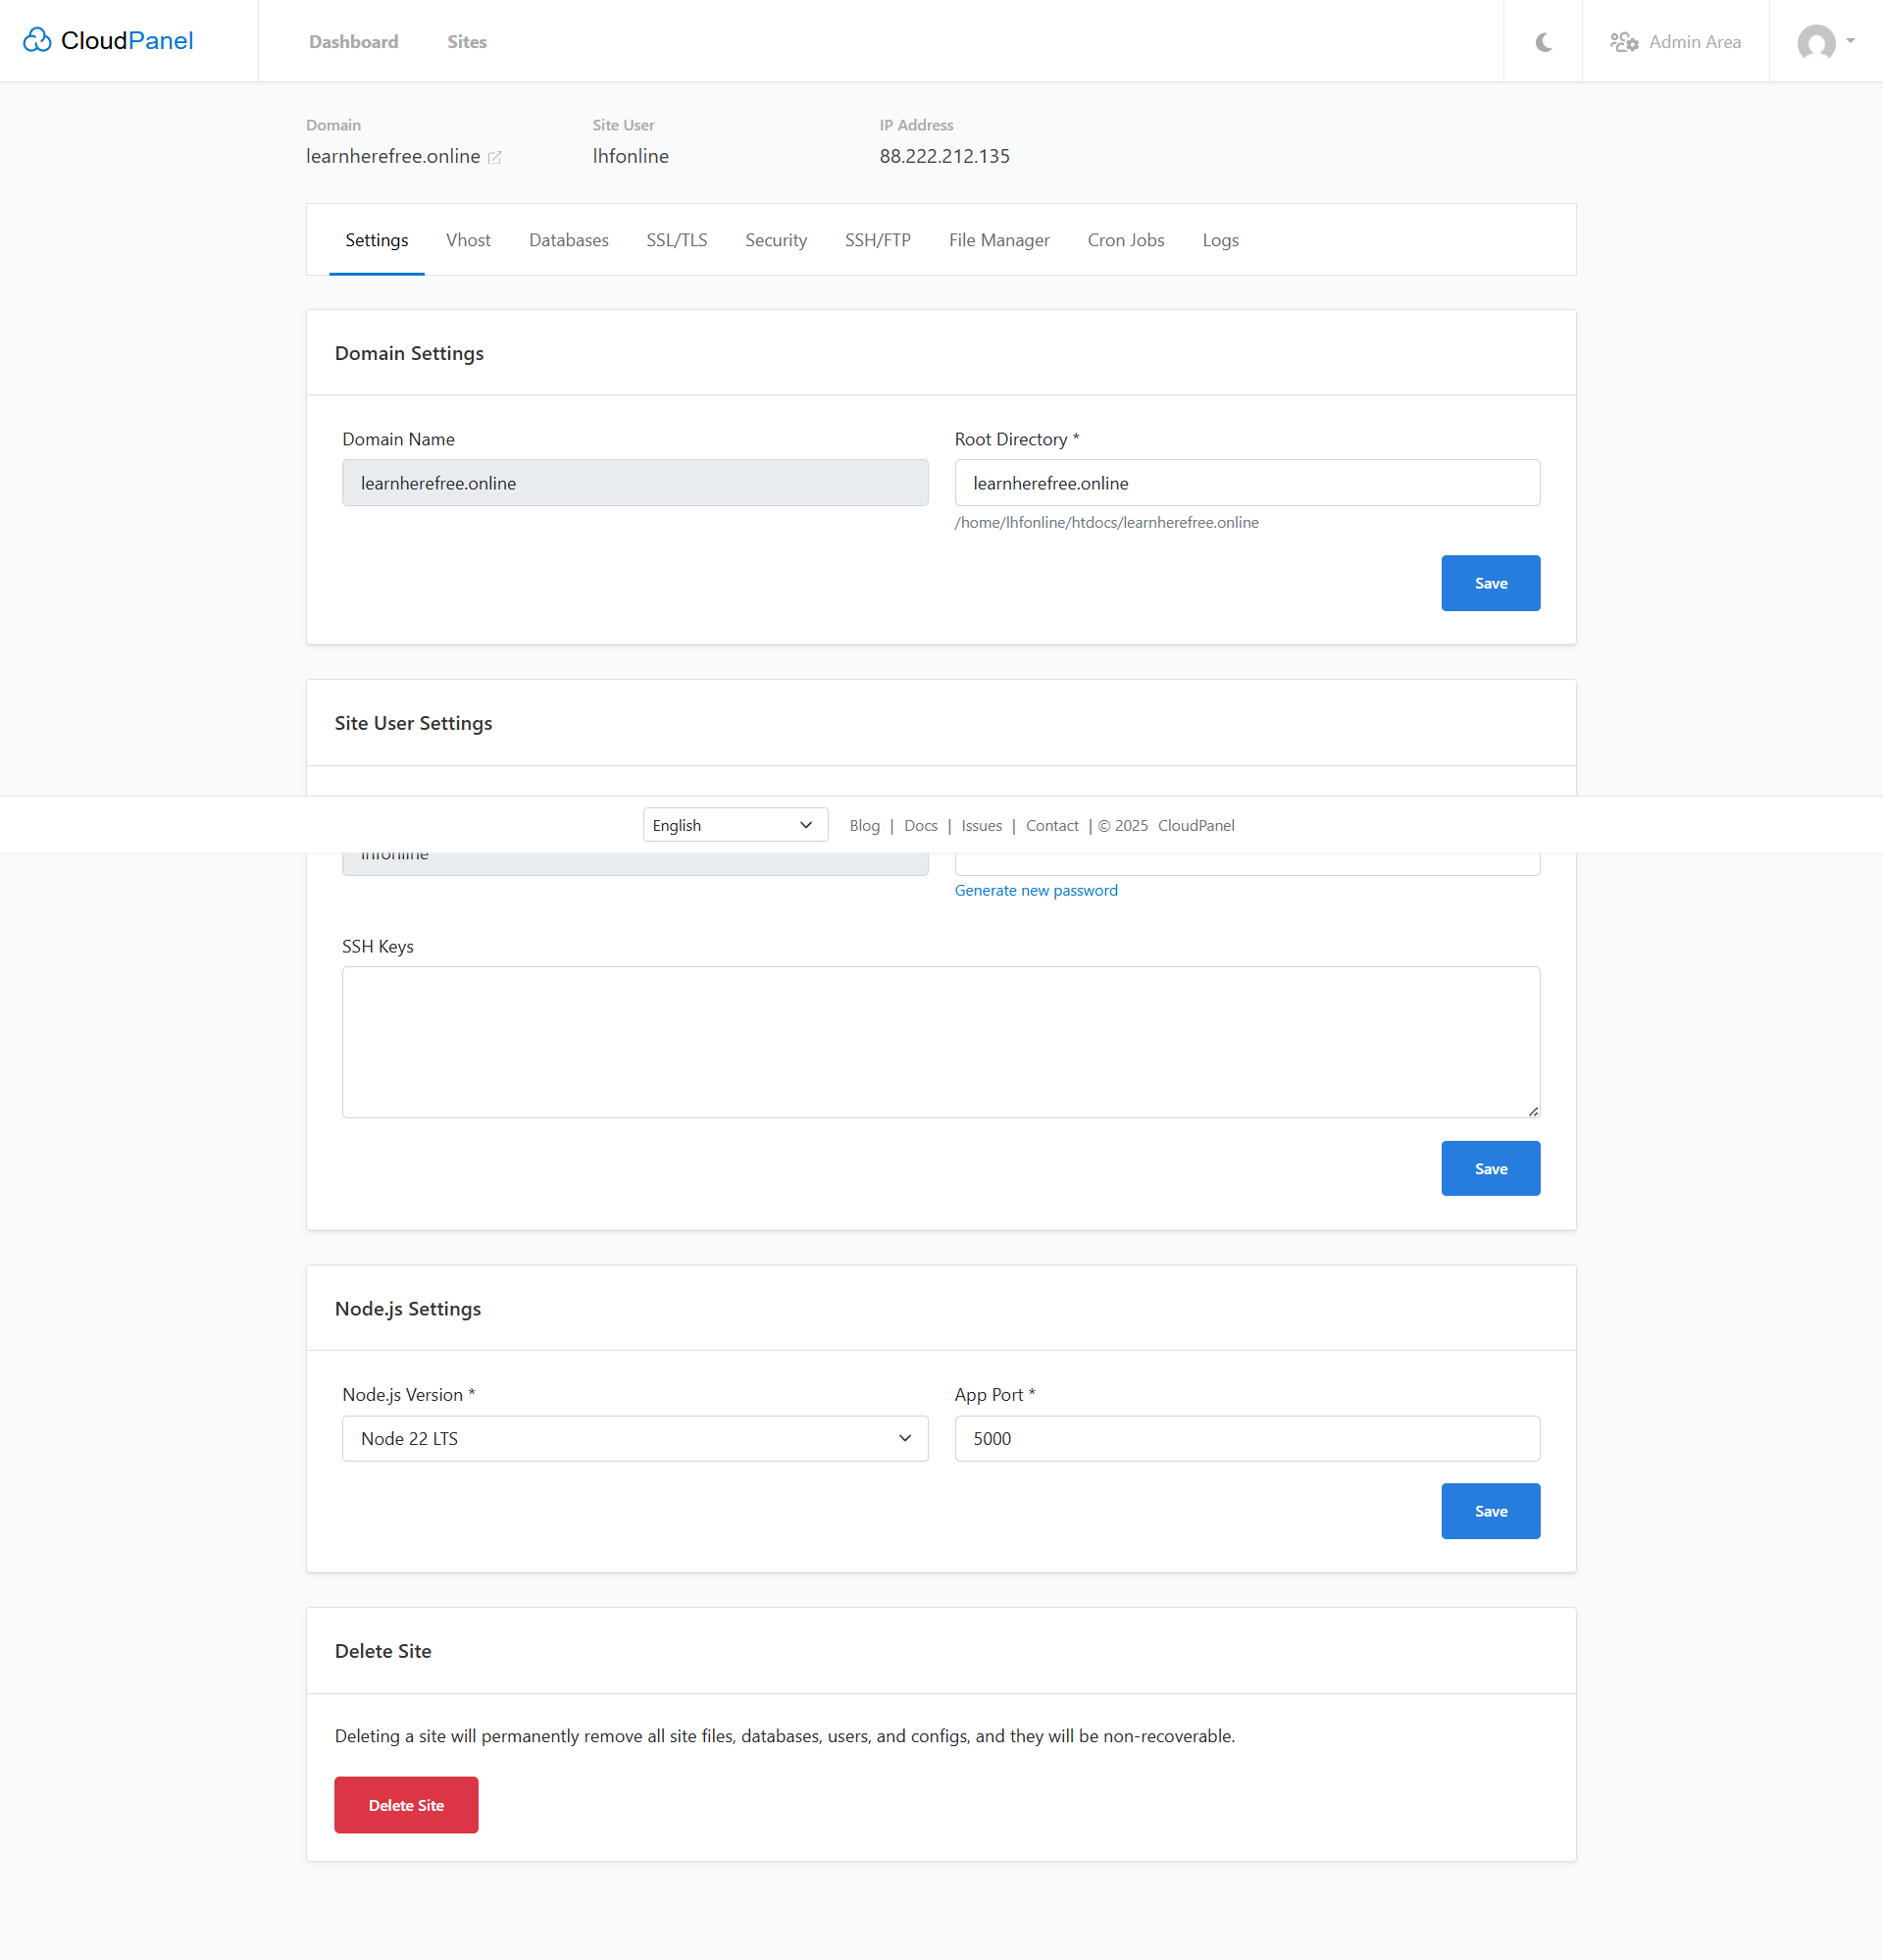 CloudPanel
Dashboard Sites Admin Area
Domain Site User IP Address
learnherefree.online lhfonline 88.222.212.135
Settings Vhost Databases SSL/TLS Security SSH/FTP File Manager Cron Jobs Logs
Domain Settings
Domain Name Root Directory *
learnherefree.online learnherefree.online
/home/lhfonline/htdocs/learnherefree.online
Save
Site User Settings
English Blog | Docs | Issues | Contact | © 2025 CloudPanel
lhfonline
Generate new password
SSH Keys
Save
Node.js Settings
Node.js Version * App Port *
Node 22 LTS 5000
Save
Delete Site
Deleting a site will permanently remove all site files, databases, users, and configs, and they will be non-recoverable.
Delete Site